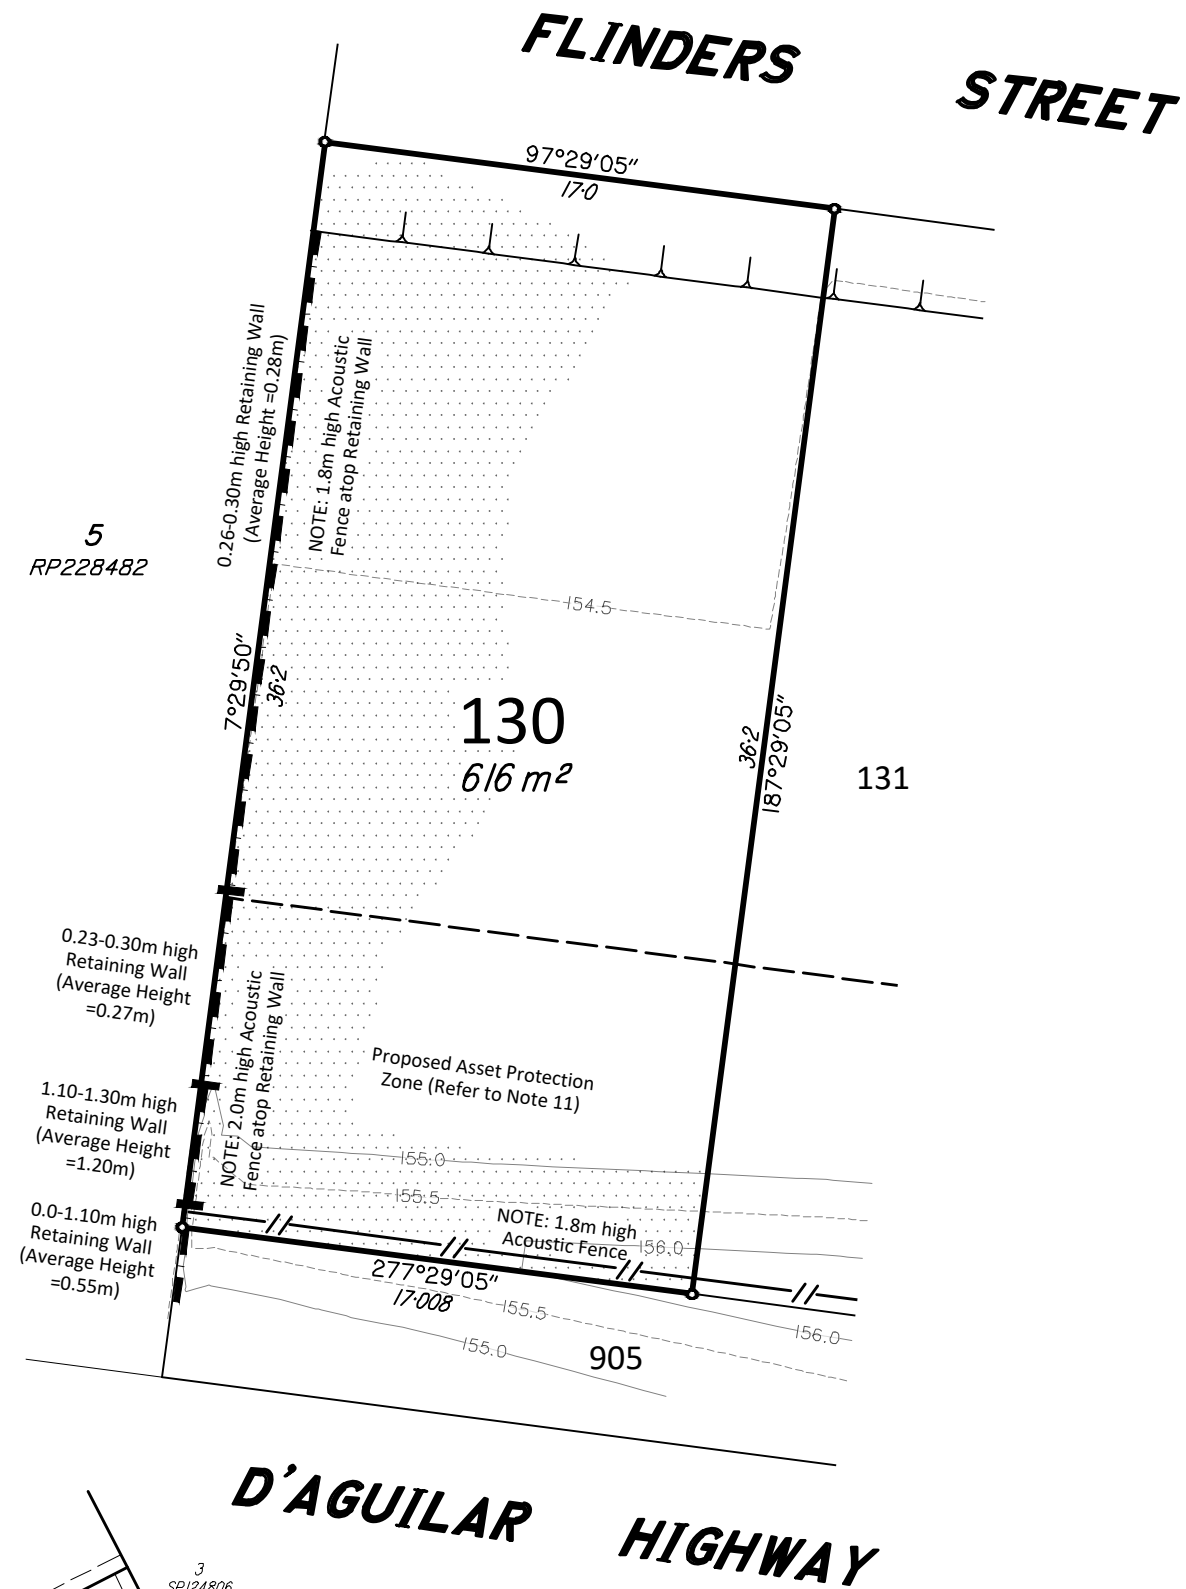 FLINDERS STREET
97°29'05"
17·0
0.26-0.30m high Retaining Wall
(Average Height =0.28m)
NOTE: 1.8m high Acoustic
Fence atop Retaining Wall
5
RP228482
154.5
7°29'50"
36·2
130
616 m²
36·2
187°29'05"
131
0.23-0.30m high
Retaining Wall
(Average Height
=0.27m)
NOTE: 2.0m high Acoustic
Fence atop Retaining Wall
Proposed Asset Protection
Zone (Refer to Note 11)
1.10-1.30m high
Retaining Wall
(Average Height
=1.20m)
155.0
155.5
0.0-1.10m high
Retaining Wall
(Average Height
=0.55m)
NOTE: 1.8m high
Acoustic Fence
156.0
277°29'05"
17·008
155.5
156.0
155.0
905
D'AGUILAR HIGHWAY
3
SP124806